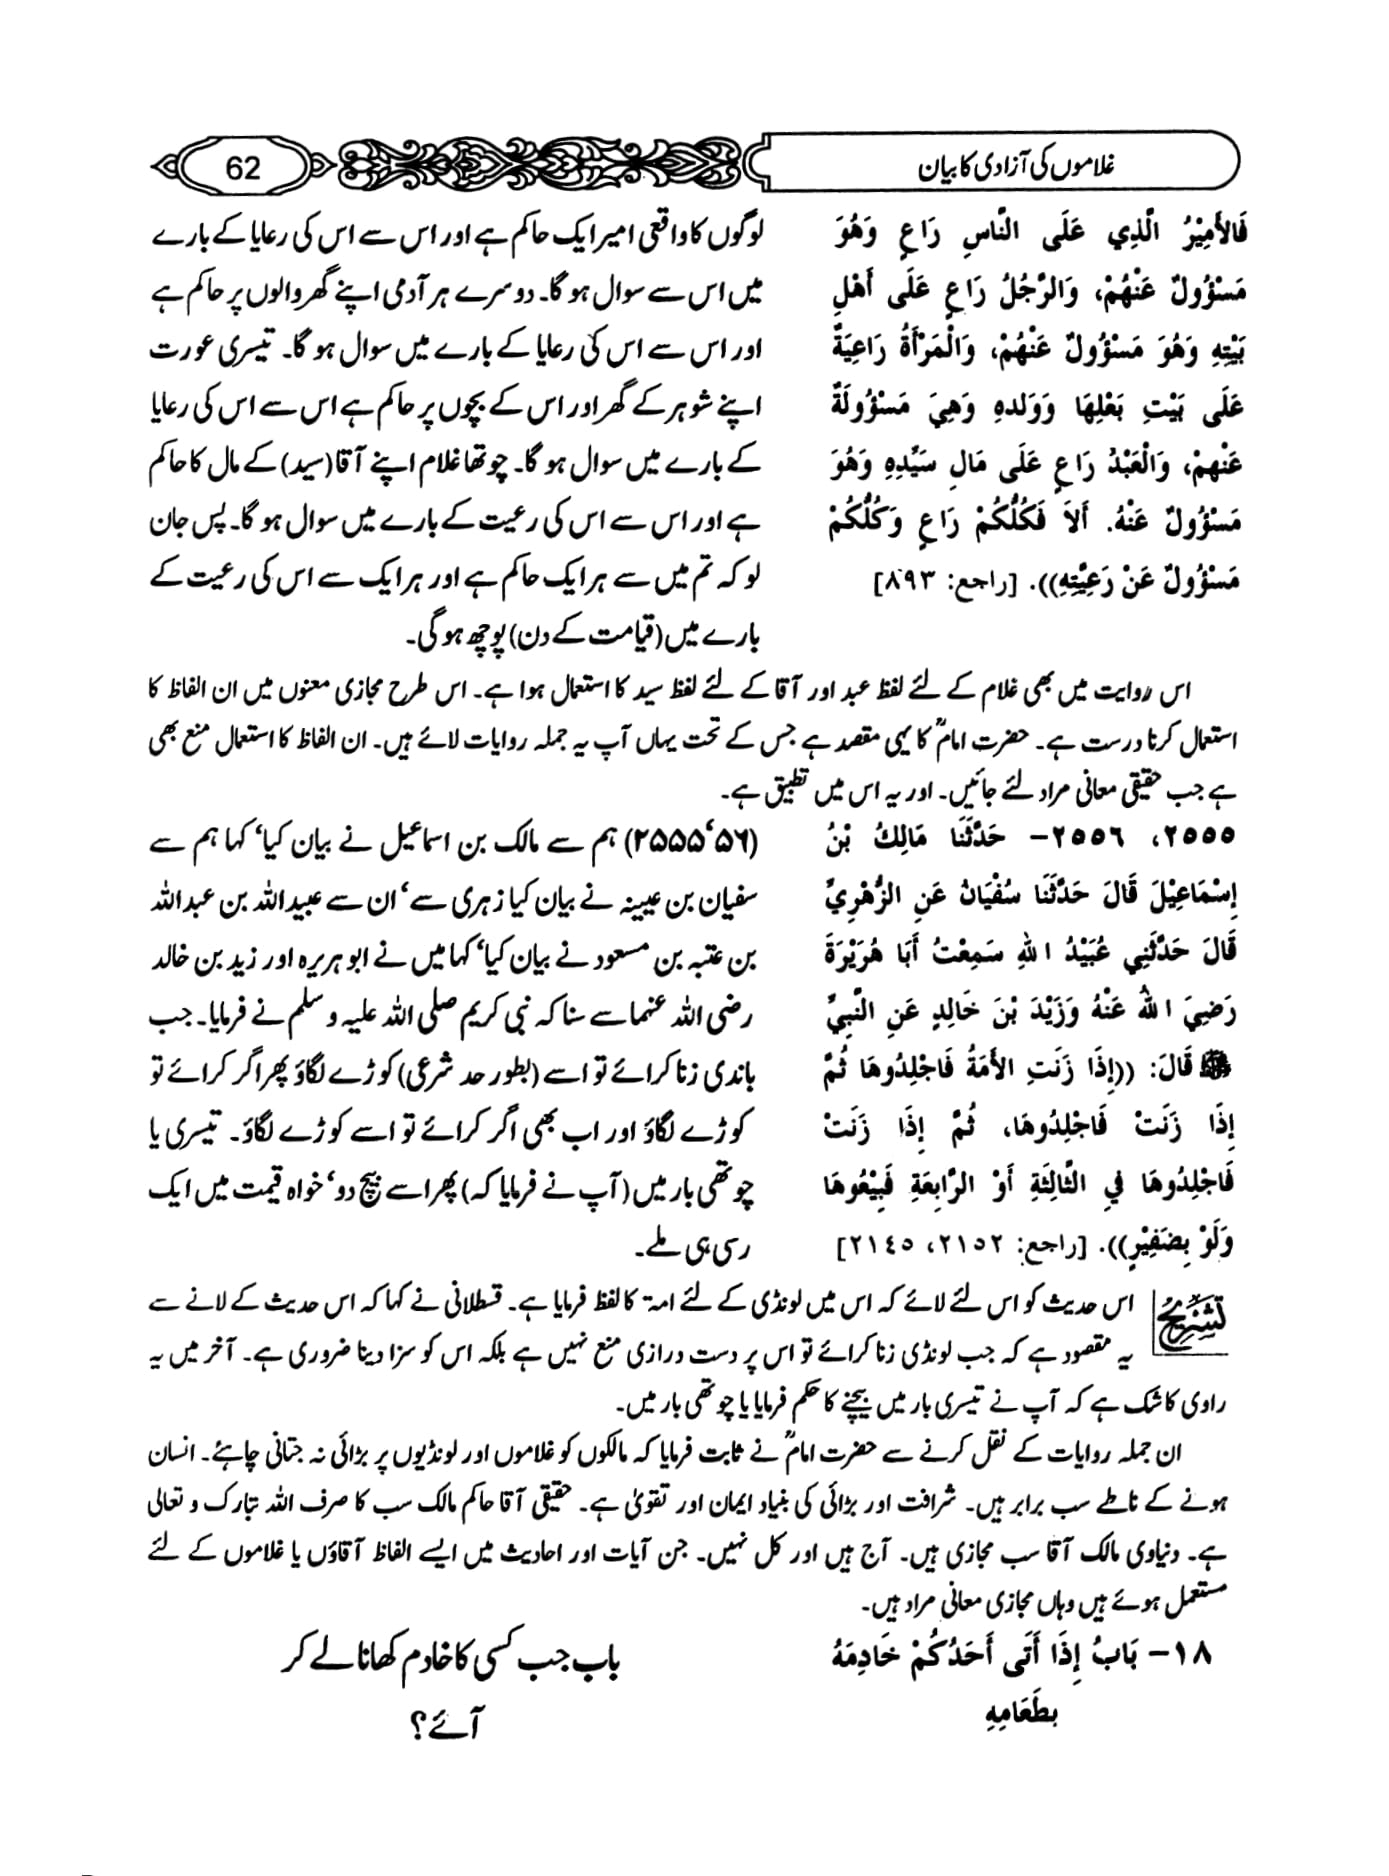 غلاموں کی آزادی کا بیان
62
فَالأَمِيْرُ الَّذِي عَلَى النَّاسِ رَاعٍ وَهُوَ
مَسْؤُولٌ عَنْهُمْ، وَالرَّجُلُ رَاعٍ عَلَى أَهْلِ
بَيْتِهِ وَهُوَ مَسْؤُولٌ عَنْهُمْ، وَالْمَرْأَةُ رَاعِيَةٌ
عَلَى بَيْتِ بَعْلِهَا وَوَلَدِهِ وَهِيَ مَسْؤُولَةٌ
عَنْهمْ، وَالْعَبْدُ رَاعٍ عَلَى مَالِ سَيِّدِهِ وَهُوَ
مَسْؤُولٌ عَنْهُ. أَلاَ فَكُلُّكُمْ رَاعٍ وَكُلُّكُمْ
مَسْؤُولٌ عَنْ رَعِيَّتِهِ)). [راجع: ٨٩٣]
لوگوں کا واقعی امیر ایک حاکم ہے اور اس سے اس کی رعایا کے بارے
میں اس سے سوال ہو گا۔ دوسرے ہر آدمی اپنے گھر والوں پر حاکم ہے
اور اس سے اس کی رعایا کے بارے میں سوال ہو گا۔ تیسری عورت
اپنے شوہر کے گھر اور اس کے بچوں پر حاکم ہے اس سے اس کی رعایا
کے بارے میں سوال ہو گا۔ چوتھا غلام اپنے آقا (سید) کے مال کا حاکم
ہے اور اس سے اس کی رعیت کے بارے میں سوال ہو گا۔ پس جان
لو کہ تم میں سے ہر ایک حاکم ہے اور ہر ایک سے اس کی رعیت کے
بارے میں (قیامت کے دن) پوچھ ہو گی۔
اس روایت میں بھی غلام کے لئے لفظ عبد اور آقا کے لئے لفظ سید کا استعمال ہوا ہے۔ اس طرح مجازی معنوں میں ان الفاظ کا
استعمال کرنا درست ہے۔ حضرت امامؒ کا یہی مقصد ہے جس کے تحت یہاں آپ یہ جملہ روایات لائے ہیں۔ ان الفاظ کا استعمال منع بھی
ہے جب حقیقی معانی مراد لئے جائیں۔ اور یہ اس میں تطبیق ہے۔
٢٥٥٥، ٢٥٥٦- حَدَّثَنَا مَالِكُ بْنُ
إِسْمَاعِيْلَ قَالَ حَدَّثَنَا سُفْيَانُ عَنِ الزُّهْرِيِّ
قَالَ حَدَّثَنِي عُبَيْدُ اللهِ سَمِعْتُ أَبَا هُرَيْرَةَ
رَضِيَ اللهُ عَنْهُ وَزَيْدَ بْنَ خَالِدٍ عَنِ النَّبِيِّ
ﷺ قَالَ: ((إِذَا زَنَتِ الأَمَةُ فَاجْلِدُوهَا ثُمَّ
إِذَا زَنَتْ فَاجْلِدُوهَا، ثُمَّ إِذَا زَنَتْ
فَاجْلِدُوهَا فِي الثَّالِثَةِ أَوْ الرَّابِعَةِ فَبِيْعُوهَا
وَلَوْ بِضَفِيْرٍ)). [راجع: ٢١٥٢، ٢١٤٥]
(۲۵۵۵٬۵۶) ہم سے مالک بن اسماعیل نے بیان کیا‘ کہا ہم سے
سفیان بن عیینہ نے بیان کیا زہری سے‘ ان سے عبیداللہ بن عبداللہ
بن عتبہ بن مسعود نے بیان کیا‘ کہا میں نے ابو ہریرہ اور زید بن خالد
رضی اللہ عنہما سے سنا کہ نبی کریم صلی اللہ علیہ و سلم نے فرمایا۔ جب
باندی زنا کرائے تو اسے (بطور حد شرعی) کوڑے لگاؤ پھر اگر کرائے تو
کوڑے لگاؤ اور اب بھی اگر کرائے تو اسے کوڑے لگاؤ۔ تیسری یا
چوتھی بار میں (آپ نے فرمایا کہ) پھر اسے بیچ دو‘ خواہ قیمت میں ایک
رسی ہی ملے۔
تشریح اس حدیث کو اس لئے لائے کہ اس میں لونڈی کے لئے امۃ کا لفظ فرمایا ہے۔ قسطلانی نے کہا کہ اس حدیث کے لانے سے
یہ مقصود ہے کہ جب لونڈی زنا کرائے تو اس پر دست درازی منع نہیں ہے بلکہ اس کو سزا دینا ضروری ہے۔ آخر میں یہ
راوی کا شک ہے کہ آپ نے تیسری بار میں بیچنے کا حکم فرمایا یا چوتھی بار میں۔
ان جملہ روایات کے نقل کرنے سے حضرت امامؒ نے ثابت فرمایا کہ مالکوں کو غلاموں اور لونڈیوں پر بڑائی نہ جتانی چاہئے۔ انسان
ہونے کے ناطے سب برابر ہیں۔ شرافت اور بڑائی کی بنیاد ایمان اور تقویٰ ہے۔ حقیقی آقا حاکم مالک سب کا صرف اللہ تبارک و تعالی
ہے۔ دنیاوی مالک آقا سب مجازی ہیں۔ آج ہیں اور کل نہیں۔ جن آیات اور احادیث میں ایسے الفاظ آقاؤں یا غلاموں کے لئے
مستعمل ہوئے ہیں وہاں مجازی معانی مراد ہیں۔
١٨- بَابُ إِذَا أَتَى أَحَدُكُمْ خَادِمَهُ
بِطَعَامِهِ
باب جب کسی کا خادم کھانا لے کر
آئے؟